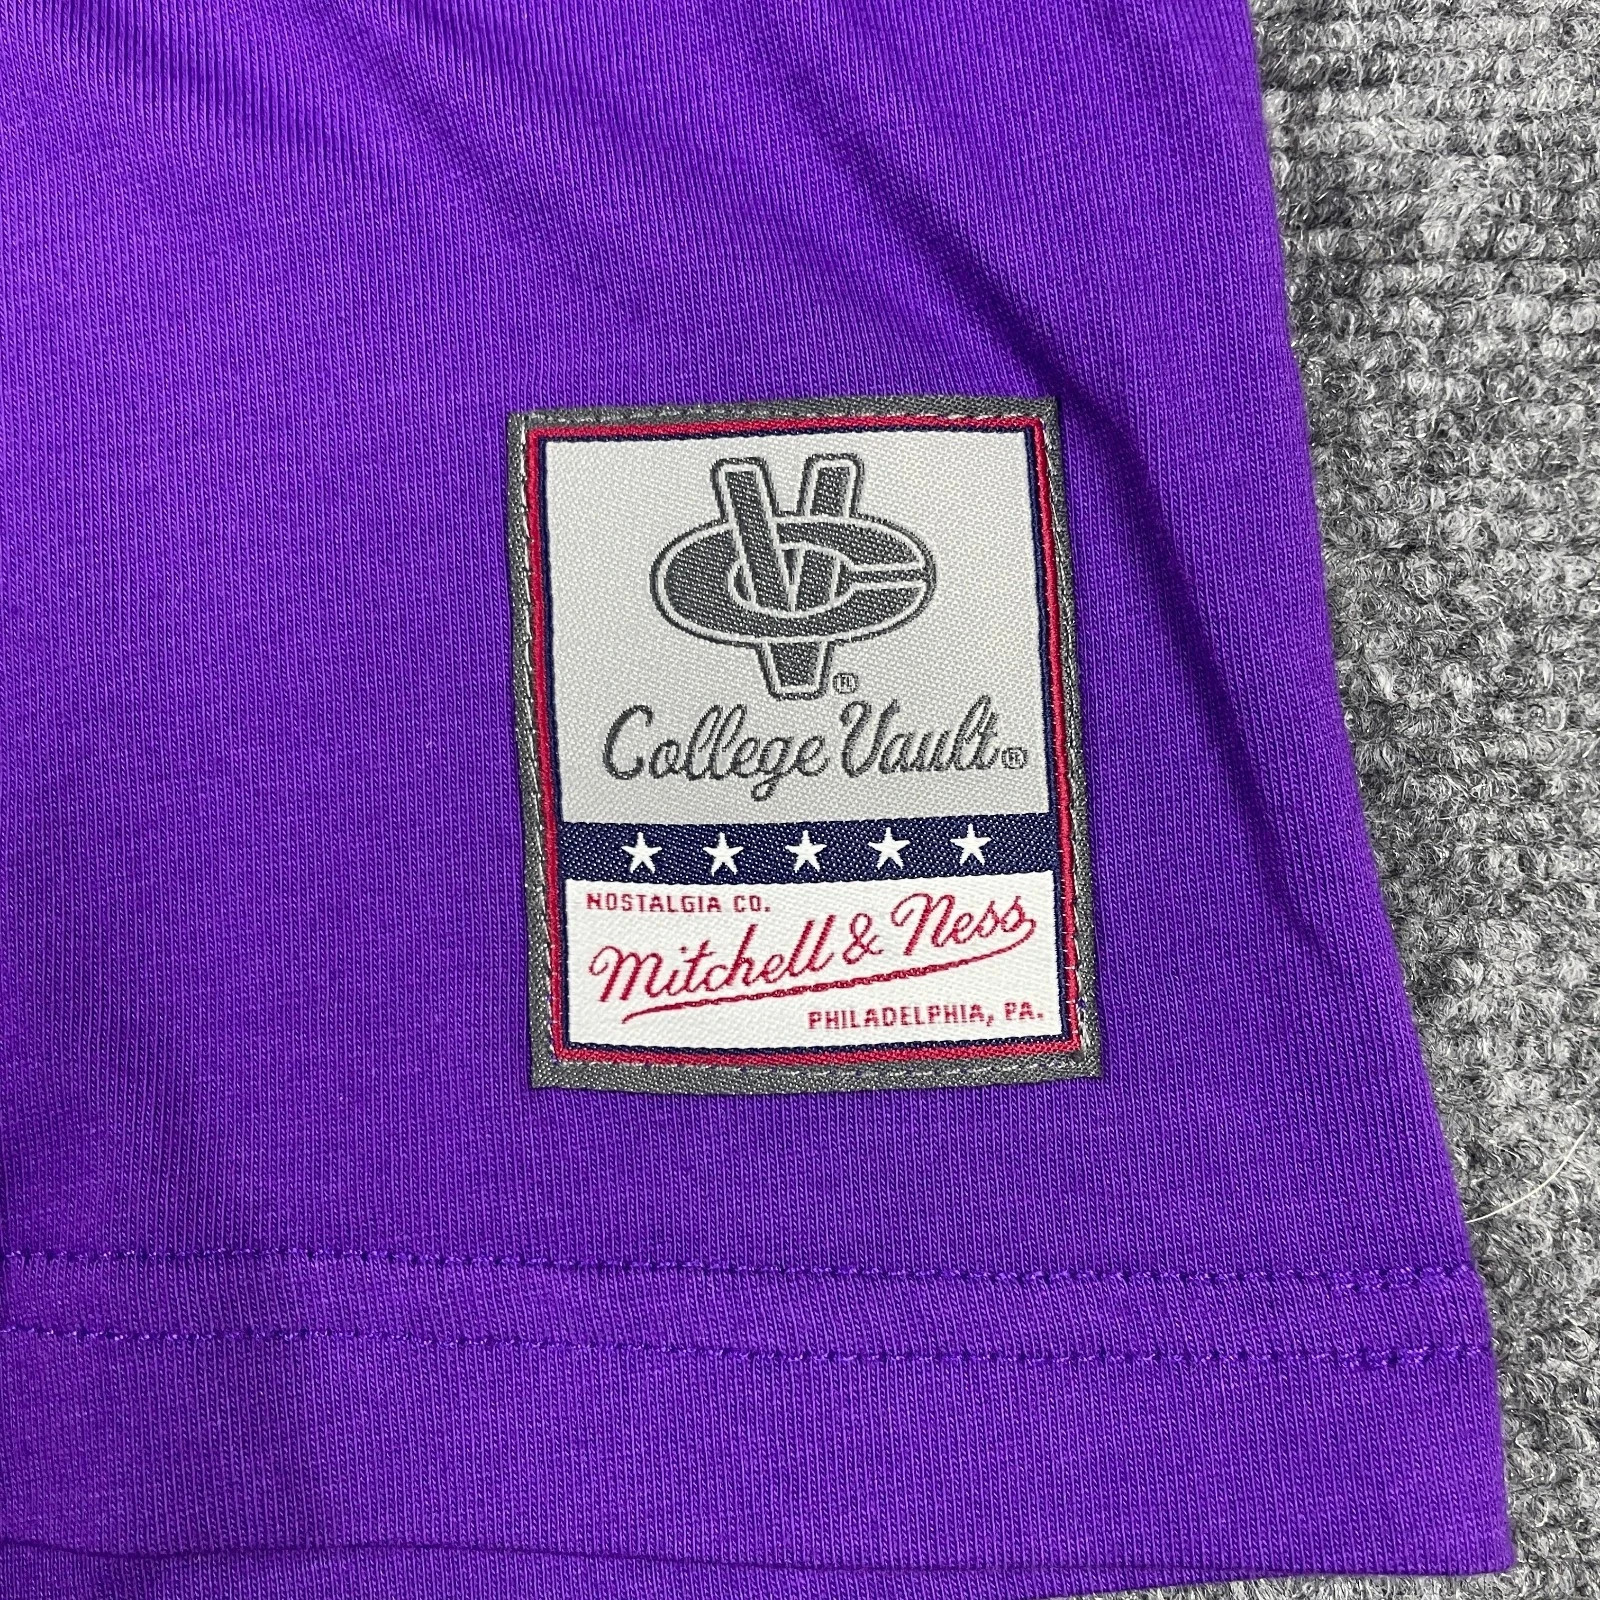 CV®
College Vault®
NOSTALGIA CO.
Mitchell & Ness
PHILADELPHIA, PA.